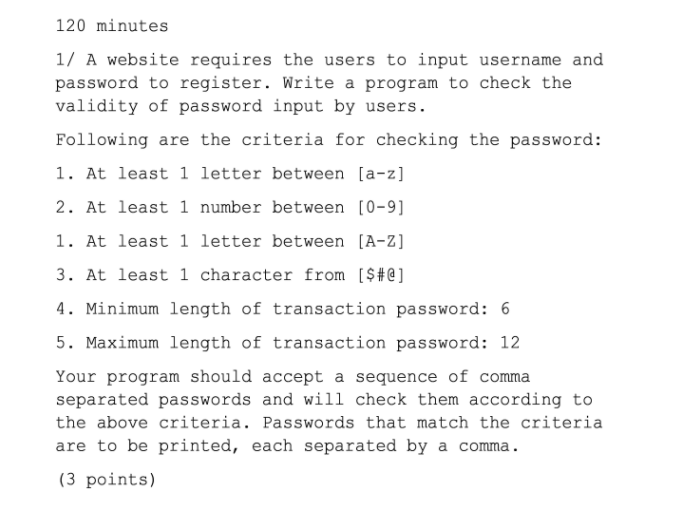 120 minutes
1/ A website requires the users to input username and
password to register. Write a program to check the
validity of password input by users.
Following are the criteria for checking the password:
1. At least 1 letter between [a-z]
2. At least 1 number between [0-9]
1. At least 1 letter between [A-Z]
3. At least 1 character from [$#@]
4. Minimum length of transaction password: 6
5. Maximum length of transaction password: 12
Your program should accept a sequence of comma
separated passwords and will check them according to
the above criteria. Passwords that match the criteria
are to be printed, each separated by a comma.
(3 points)